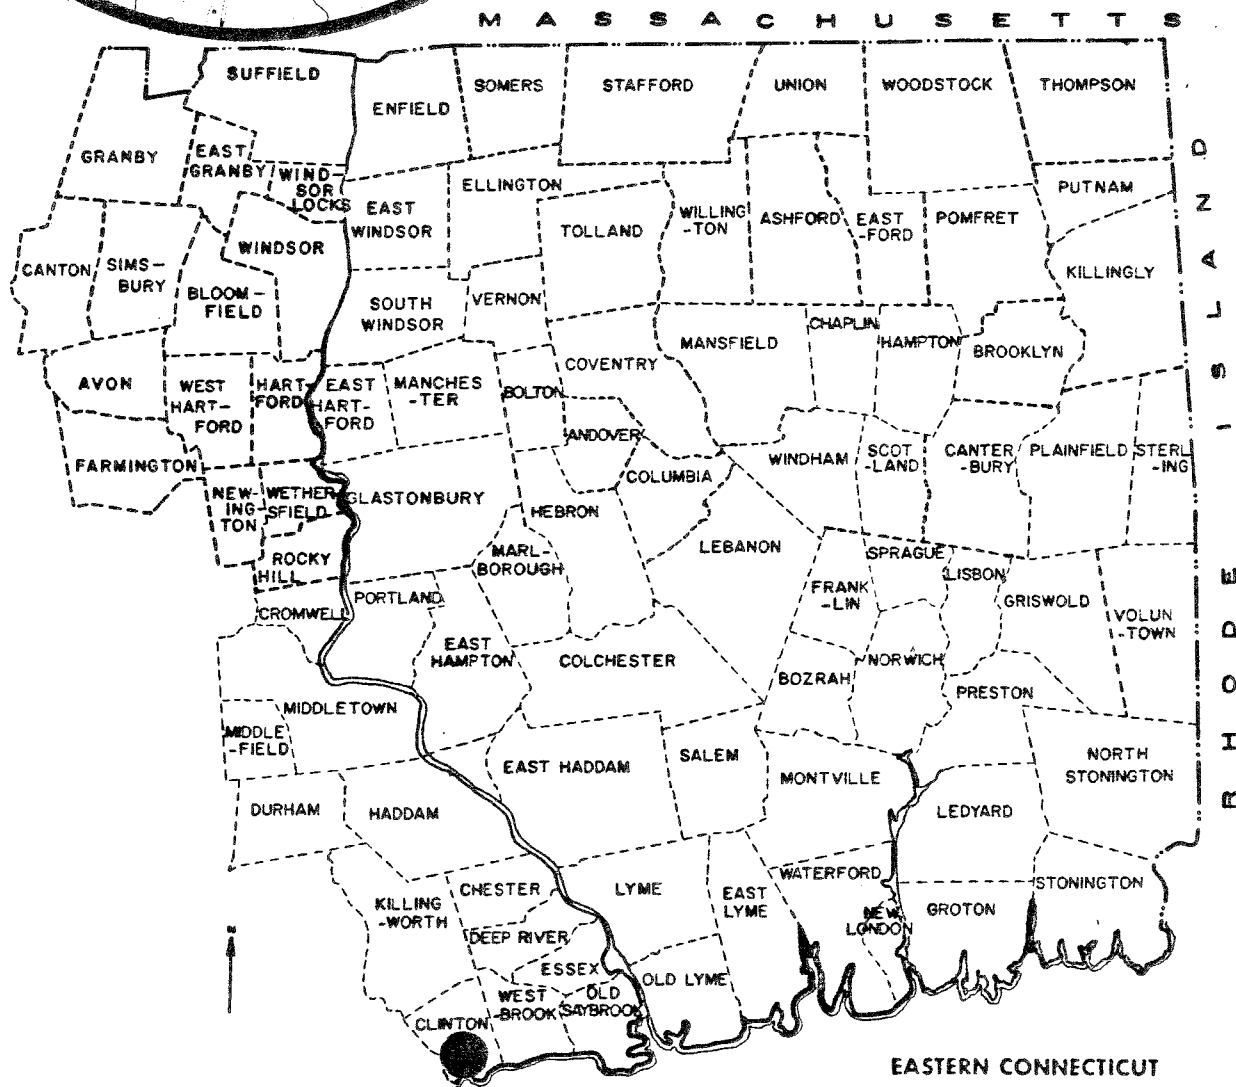 MASSACHUSETTS
SUFFIELD
ENFIELD
SOMERS
STAFFORD
UNION
WOODSTOCK
THOMPSON
GRANBY
EAST
GRANBY
WIND-
SOR
LOCKS
EAST
WINDSOR
ELLINGTON
TOLLAND
WILLING
-TON
ASHFORD
EAST
-FORD
POMFRET
PUTNAM
CANTON
SIMS-
BURY
BLOOM-
FIELD
WINDSOR
SOUTH
WINDSOR
VERNON
KILLINGLY
RHODE ISLAND
AVON
WEST
HART-
FORD
HART-
FORD
EAST
HART-
FORD
MANCHES
-TER
BOLTON
COVENTRY
MANSFIELD
CHAPLIN
HAMPTON
BROOKLYN
ANDOVER
FARMINGTON
NEW-
ING-
TON
WETHER
SFIELD
GLASTONBURY
HEBRON
COLUMBIA
WINDHAM
SCOT
-LAND
CANTER
-BURY
PLAINFIELD
STERL
-ING
ROCKY
HILL
MARL-
BOROUGH
LEBANON
SPRAGUE
FRANK
-LIN
LISBON
GRISWOLD
VOLUN
-TOWN
CROMWELL
PORTLAND
EAST
HAMPTON
COLCHESTER
BOZRAH
NORWICH
PRESTON
MIDDLETOWN
MIDDLE
-FIELD
EAST HADDAM
SALEM
MONTVILLE
NORTH
STONINGTON
DURHAM
HADDAM
LEDYARD
KILLING
-WORTH
CHESTER
LYME
EAST
LYME
WATERFORD
NEW
LONDON
GROTON
STONINGTON
DEEP RIVER
ESSEX
OLD LYME
WEST
-BROOK
OLD
SAYBROOK
CLINTON
EASTERN CONNECTICUT